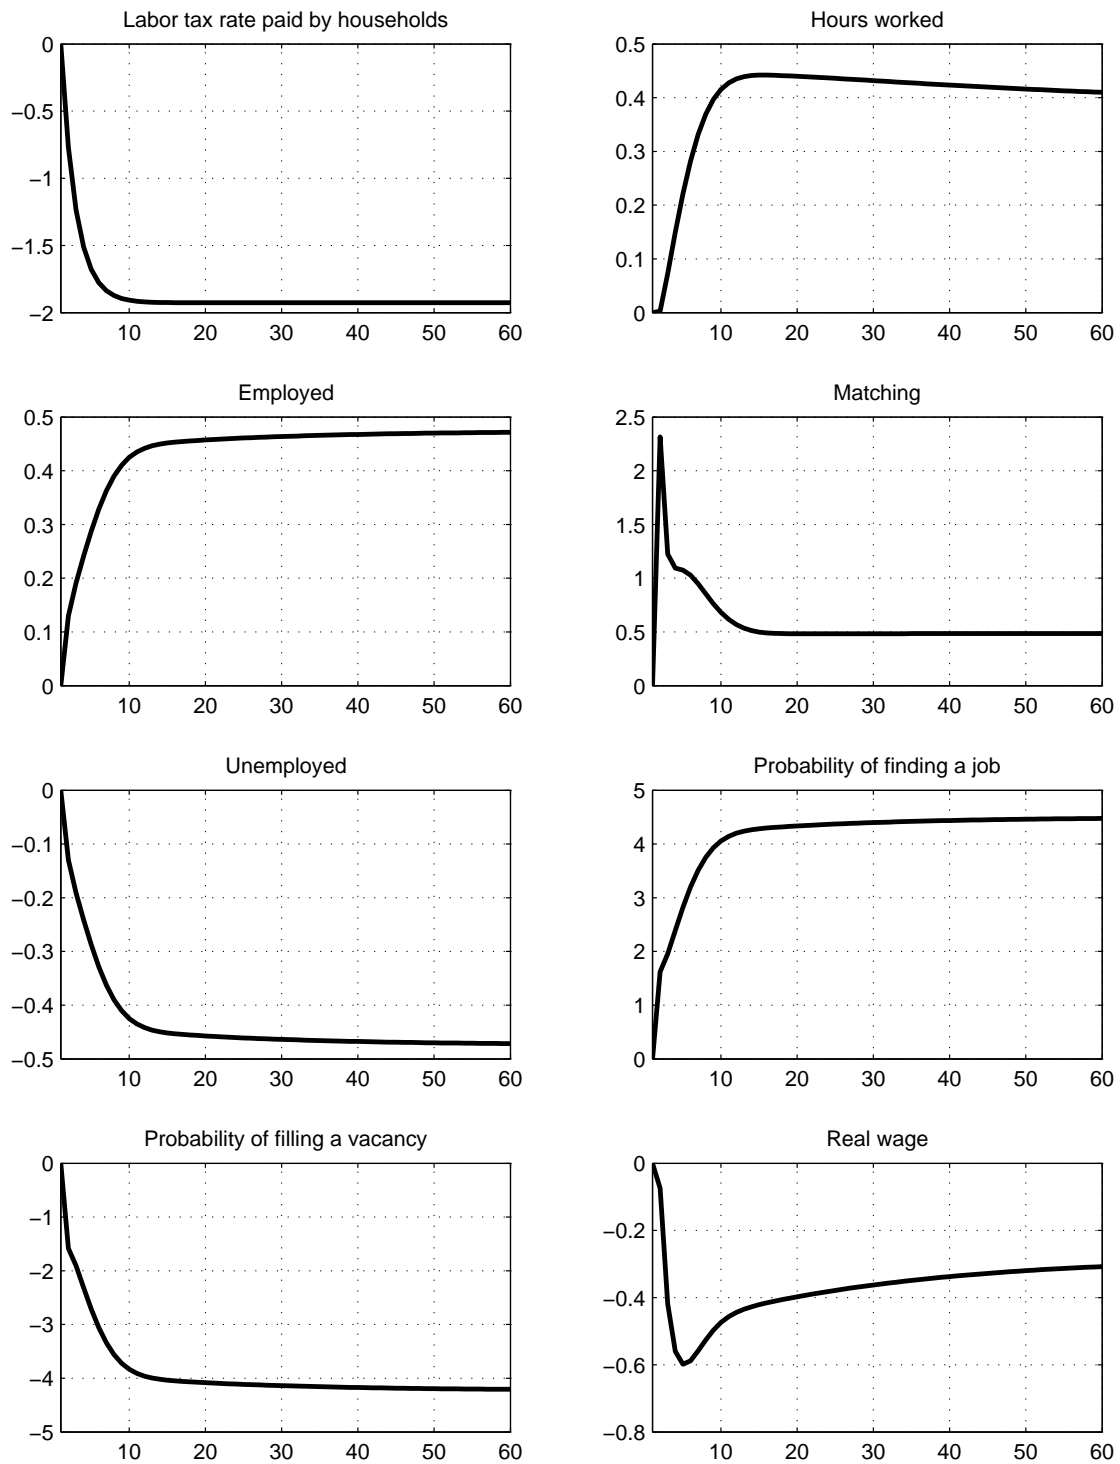 Labor tax rate paid by households
0
−0.5
−1
−1.5
−2
10 20 30 40 50 60
Hours worked
0.5
0.4
0.3
0.2
0.1
0
10 20 30 40 50 60
Employed
0.5
0.4
0.3
0.2
0.1
0
10 20 30 40 50 60
Matching
2.5
2
1.5
1
0.5
0
10 20 30 40 50 60
Unemployed
0
−0.1
−0.2
−0.3
−0.4
−0.5
10 20 30 40 50 60
Probability of finding a job
5
4
3
2
1
0
10 20 30 40 50 60
Probability of filling a vacancy
0
−1
−2
−3
−4
−5
10 20 30 40 50 60
Real wage
0
−0.2
−0.4
−0.6
−0.8
10 20 30 40 50 60